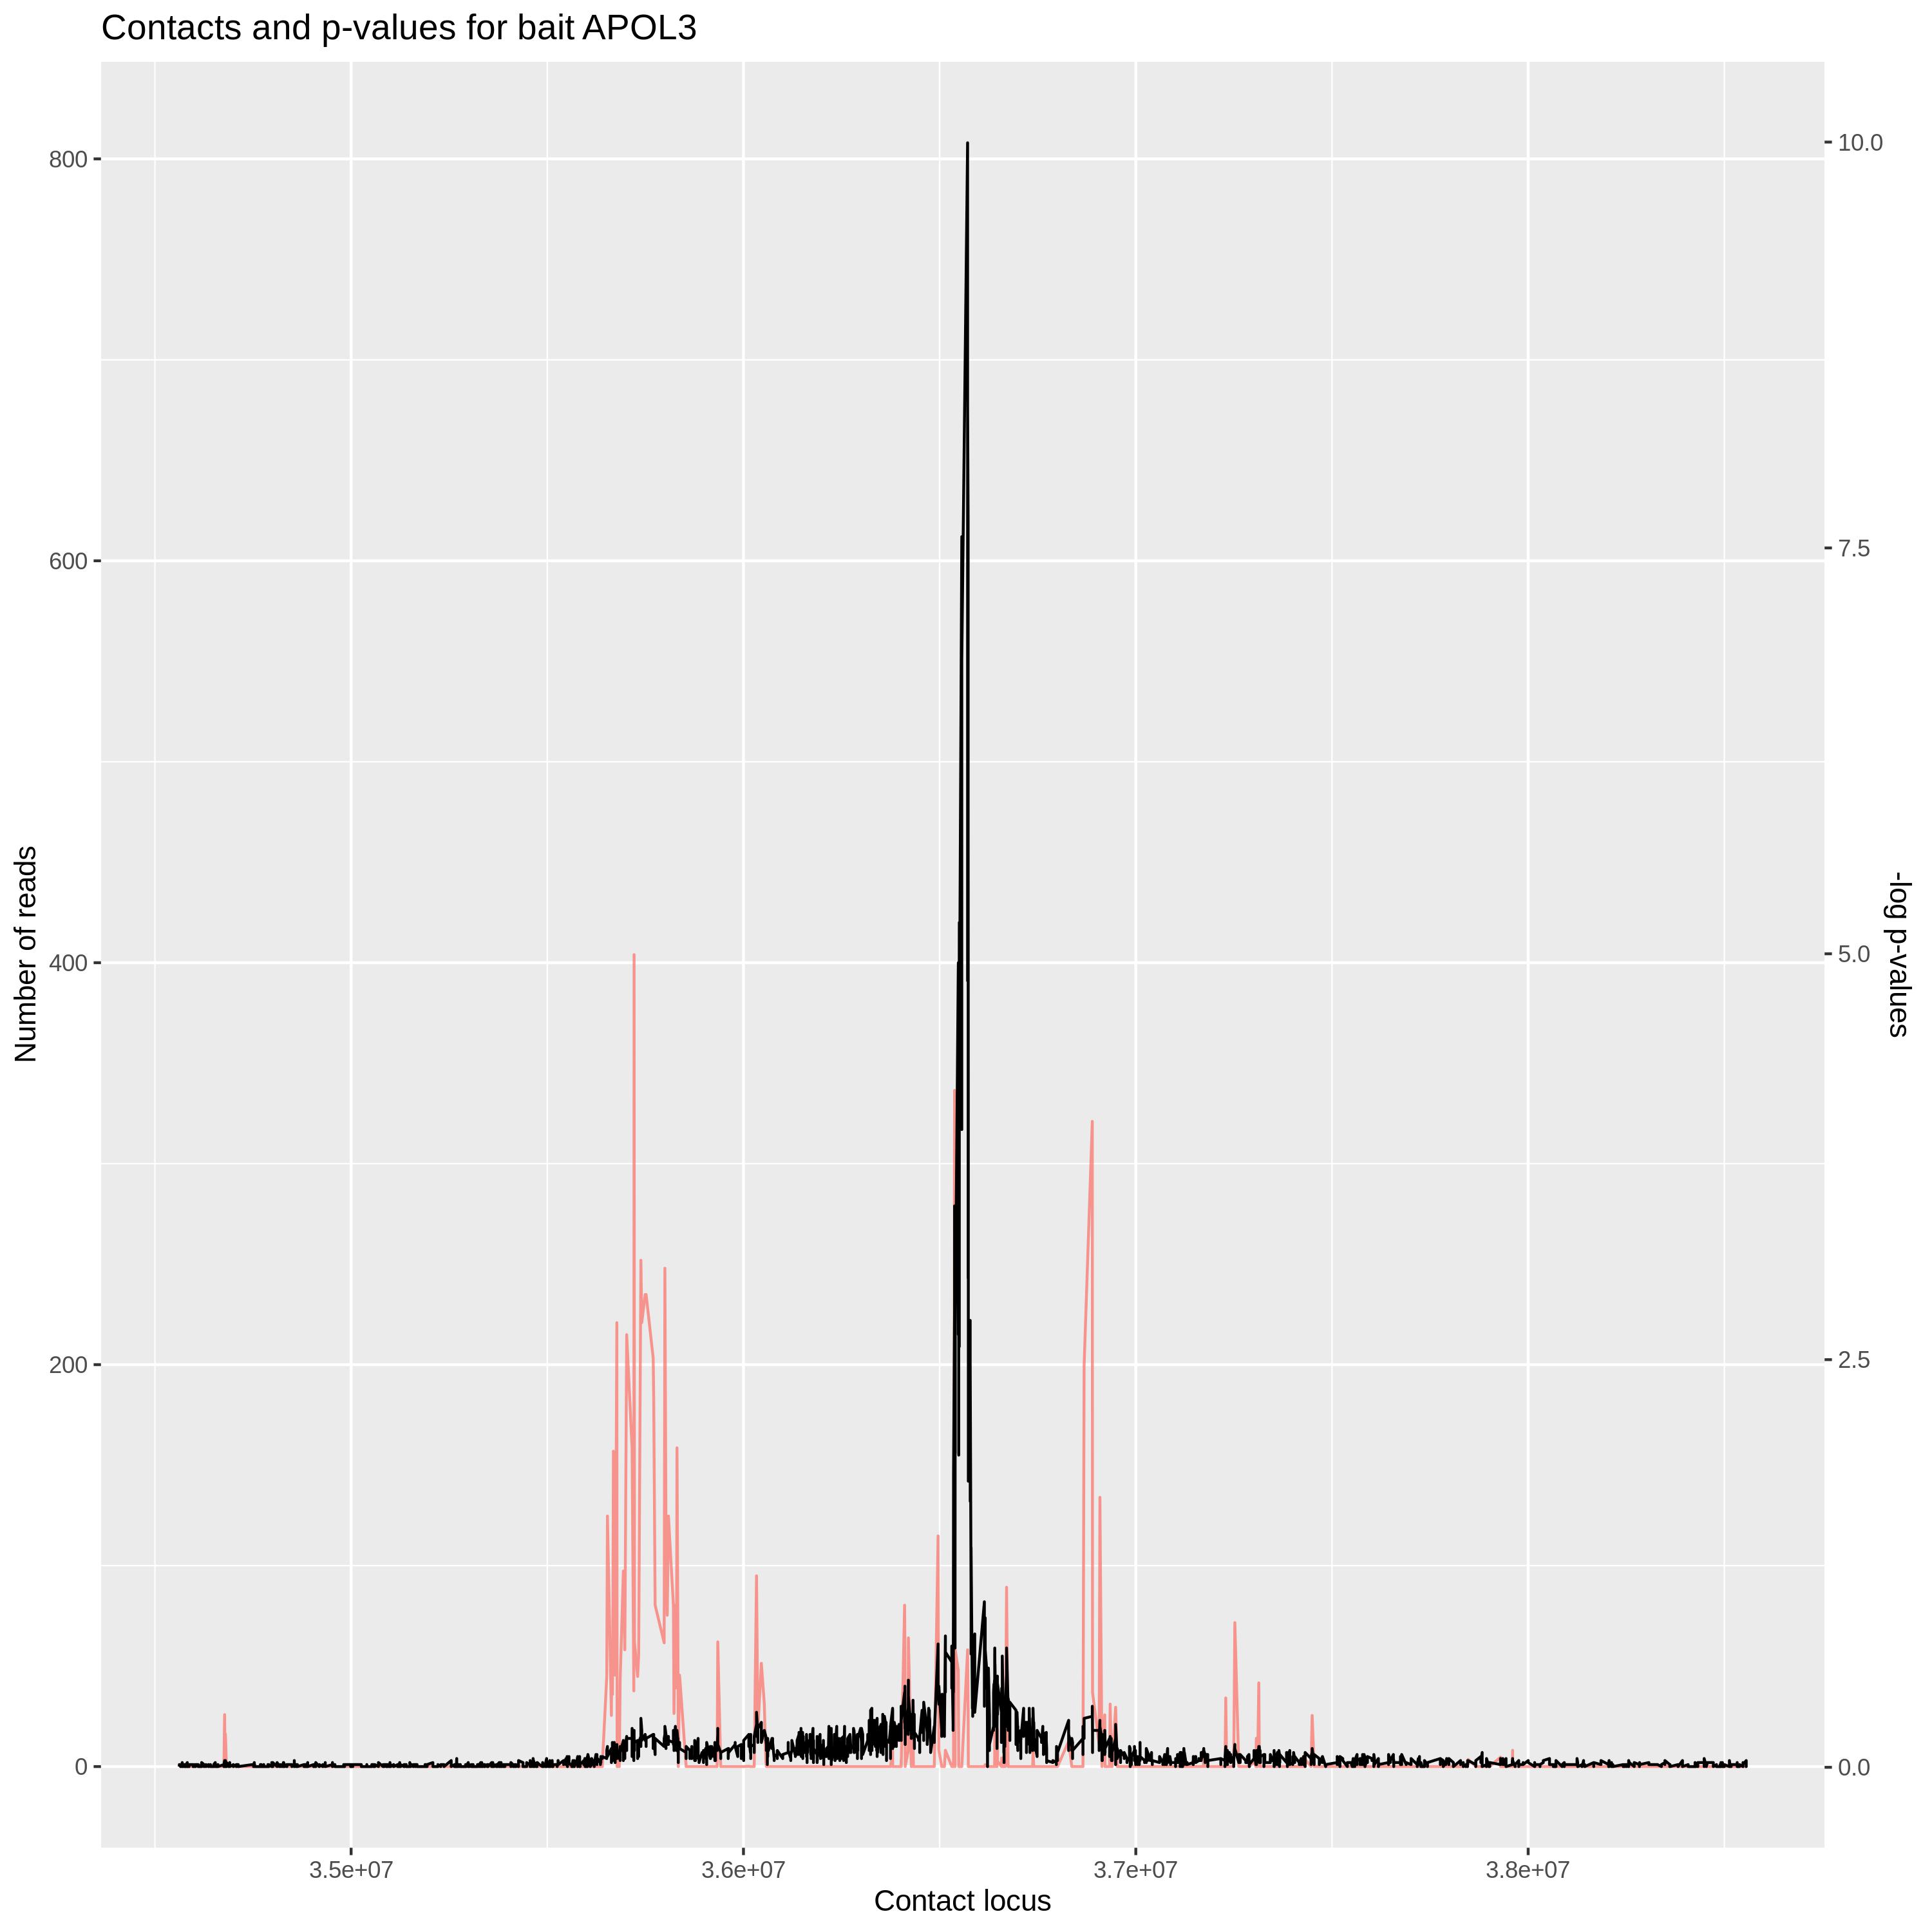 Contacts and p-values for bait APOL3
800
600
400
200
0
Number of reads
10.0
7.5
5.0
2.5
0.0
-log p-values
3.5e+07
3.6e+07
3.7e+07
3.8e+07
Contact locus